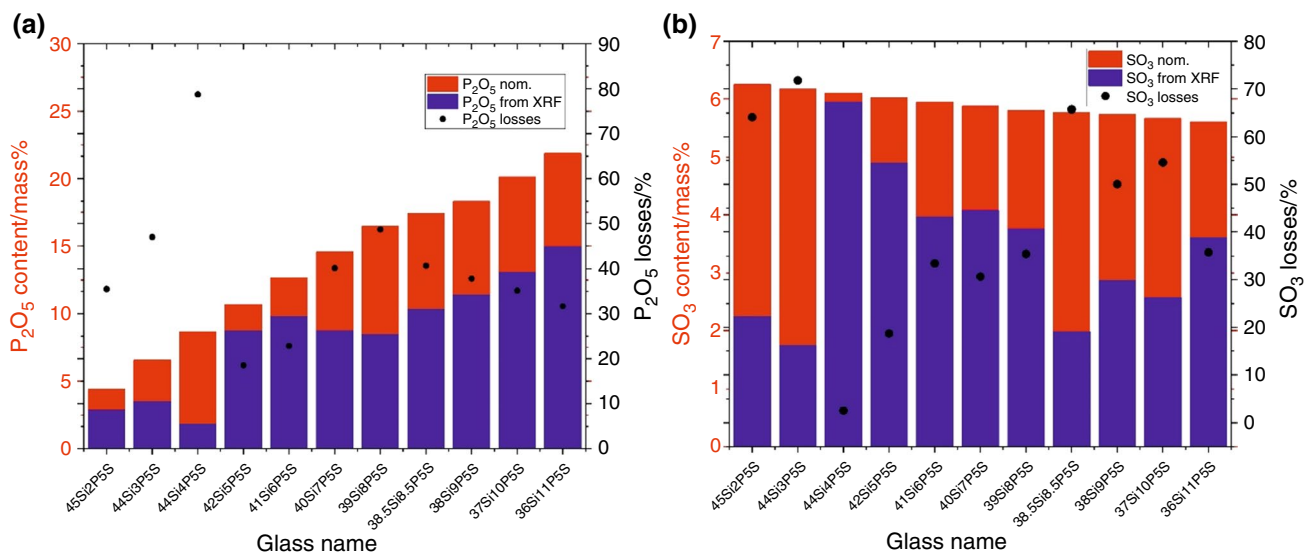 (a)
30
25
20
15
10
5
0
P2O5 content/mass%
90
80
70
60
50
40
30
20
10
0
P2O5 losses/%
P2O5 nom.
P2O5 from XRF
P2O5 losses
45Si2P5S
44Si3P5S
44Si4P5S
42Si5P5S
41Si6P5S
40Si7P5S
39Si8P5S
38.5Si8.5P5S
38Si9P5S
37Si10P5S
36Si11P5S
Glass name
(b)
7
6
5
4
3
2
1
0
SO3 content/mass%
80
70
60
50
40
30
20
10
0
SO3 losses/%
SO3 nom.
SO3 from XRF
SO3 losses
45Si2P5S
44Si3P5S
44Si4P5S
42Si5P5S
41Si6P5S
40Si7P5S
39Si8P5S
38.5Si8.5P5S
38Si9P5S
37Si10P5S
36Si11P5S
Glass name